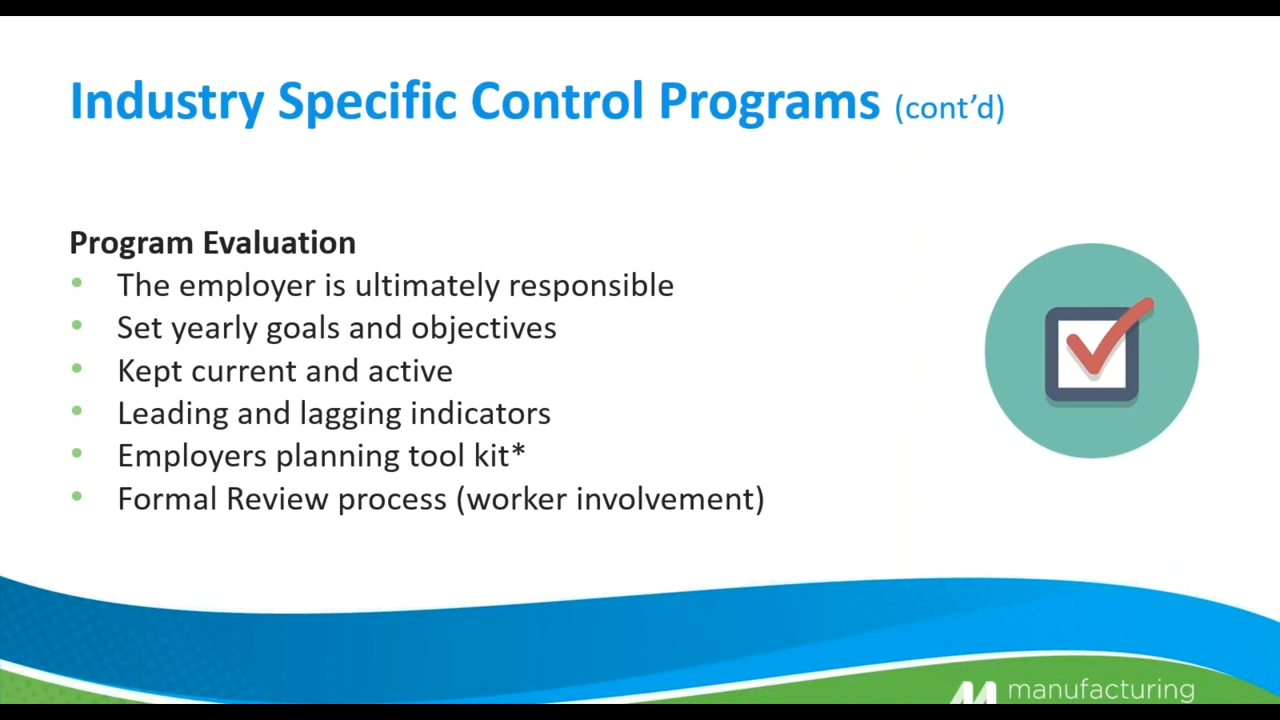 Industry Specific Control Programs (cont’d)
Program Evaluation
• The employer is ultimately responsible
• Set yearly goals and objectives
• Kept current and active
• Leading and lagging indicators
• Employers planning tool kit*
• Formal Review process (worker involvement)
manufacturing